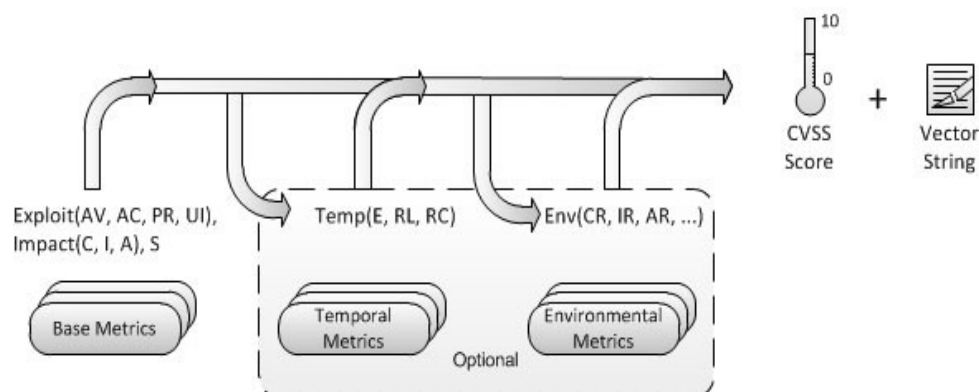 10
0
CVSS
Score
+
Vector
String
Exploit(AV, AC, PR, UI),
Impact(C, I, A), S
Temp(E, RL, RC)
Env(CR, IR, AR, ...)
Base Metrics
Temporal
Metrics
Environmental
Metrics
Optional